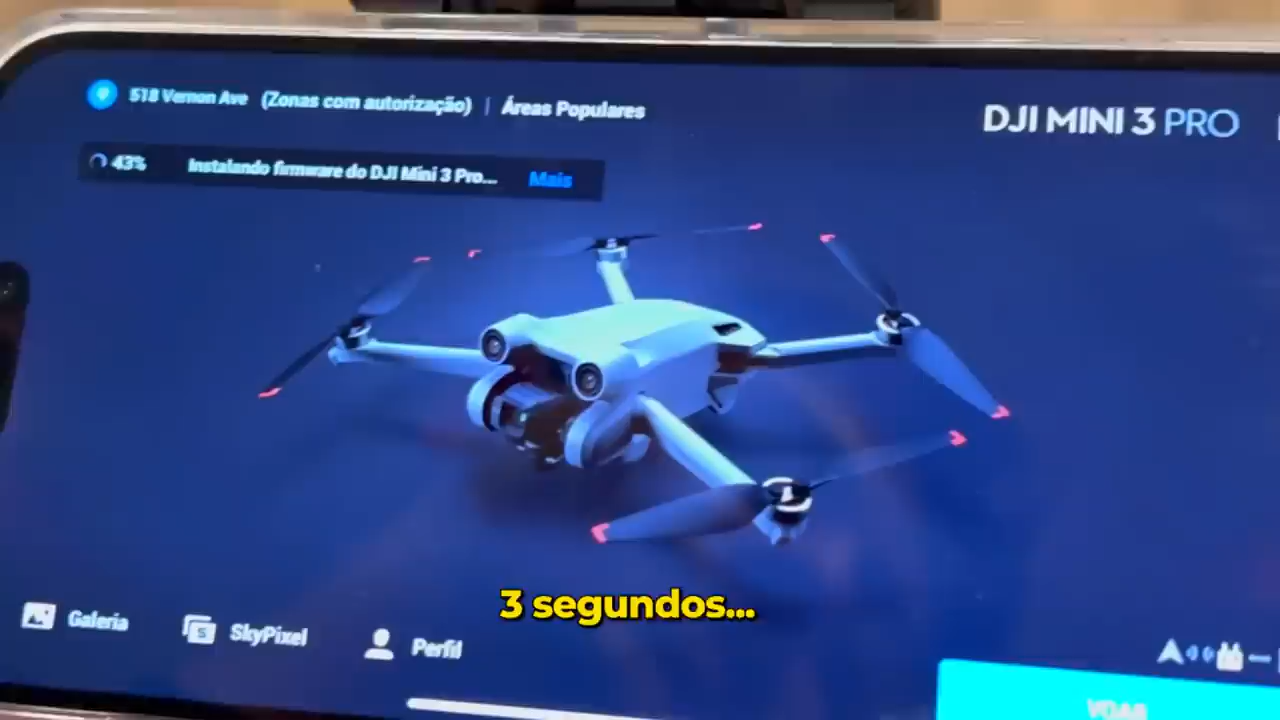 518 Vernon Ave (Zonas com autorização) | Áreas Populares
DJI MINI 3 PRO
43% Instalando firmware do DJI Mini 3 Pro... Mais
3 segundos...
Galeria
SkyPixel
Perfil
VOAR